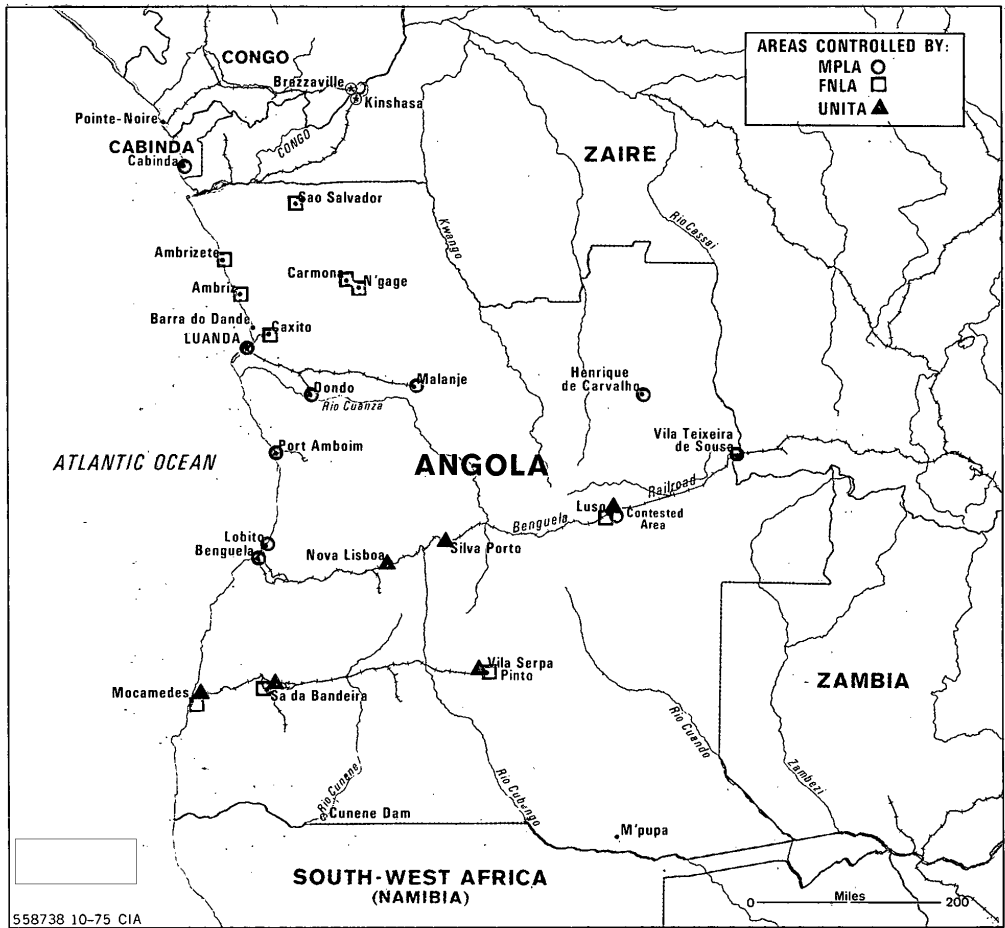 AREAS CONTROLLED BY:
MPLA
FNLA
UNITA
CONGO
Brazzaville
Kinshasa
Pointe-Noire
CONGO
CABINDA
Cabinda
ZAIRE
Sao Salvador
Rio Cassai
Kwango
Ambrizete
Carmona
N'gage
Ambriz
Barra do Dande
Caxito
LUANDA
Malanje
Henrique
de Carvalho
Dondo
Rio Cuanza
Vila Teixeira
de Sousa
Port Amboim
ATLANTIC OCEAN
ANGOLA
Railroad
Luso
Contested
Area
Benguela
Lobito
Benguela
Nova Lisboa
Silva Porto
Vila Serpa
Pinto
Mocamedes
Sa da Bandeira
ZAMBIA
Rio Cuando
Zambezi
Rio Cunene
Rio Cubango
Cunene Dam
M'pupa
SOUTH-WEST AFRICA
(NAMIBIA)
0 Miles 200
558738 10-75 CIA